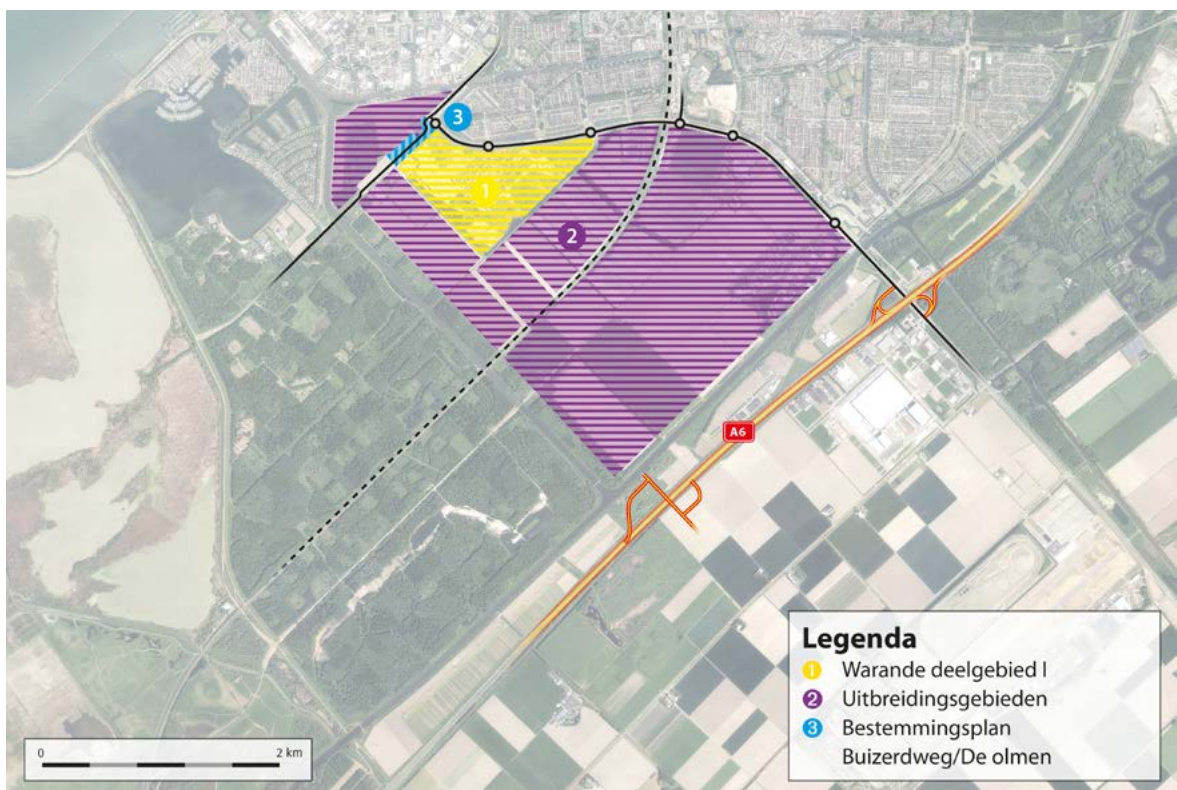 3
1
2
A6
Legenda
1 Warande deelgebied I
2 Uitbreidingsgebieden
3 Bestemmingsplan
Buizerdweg/De olmen
0 2 km